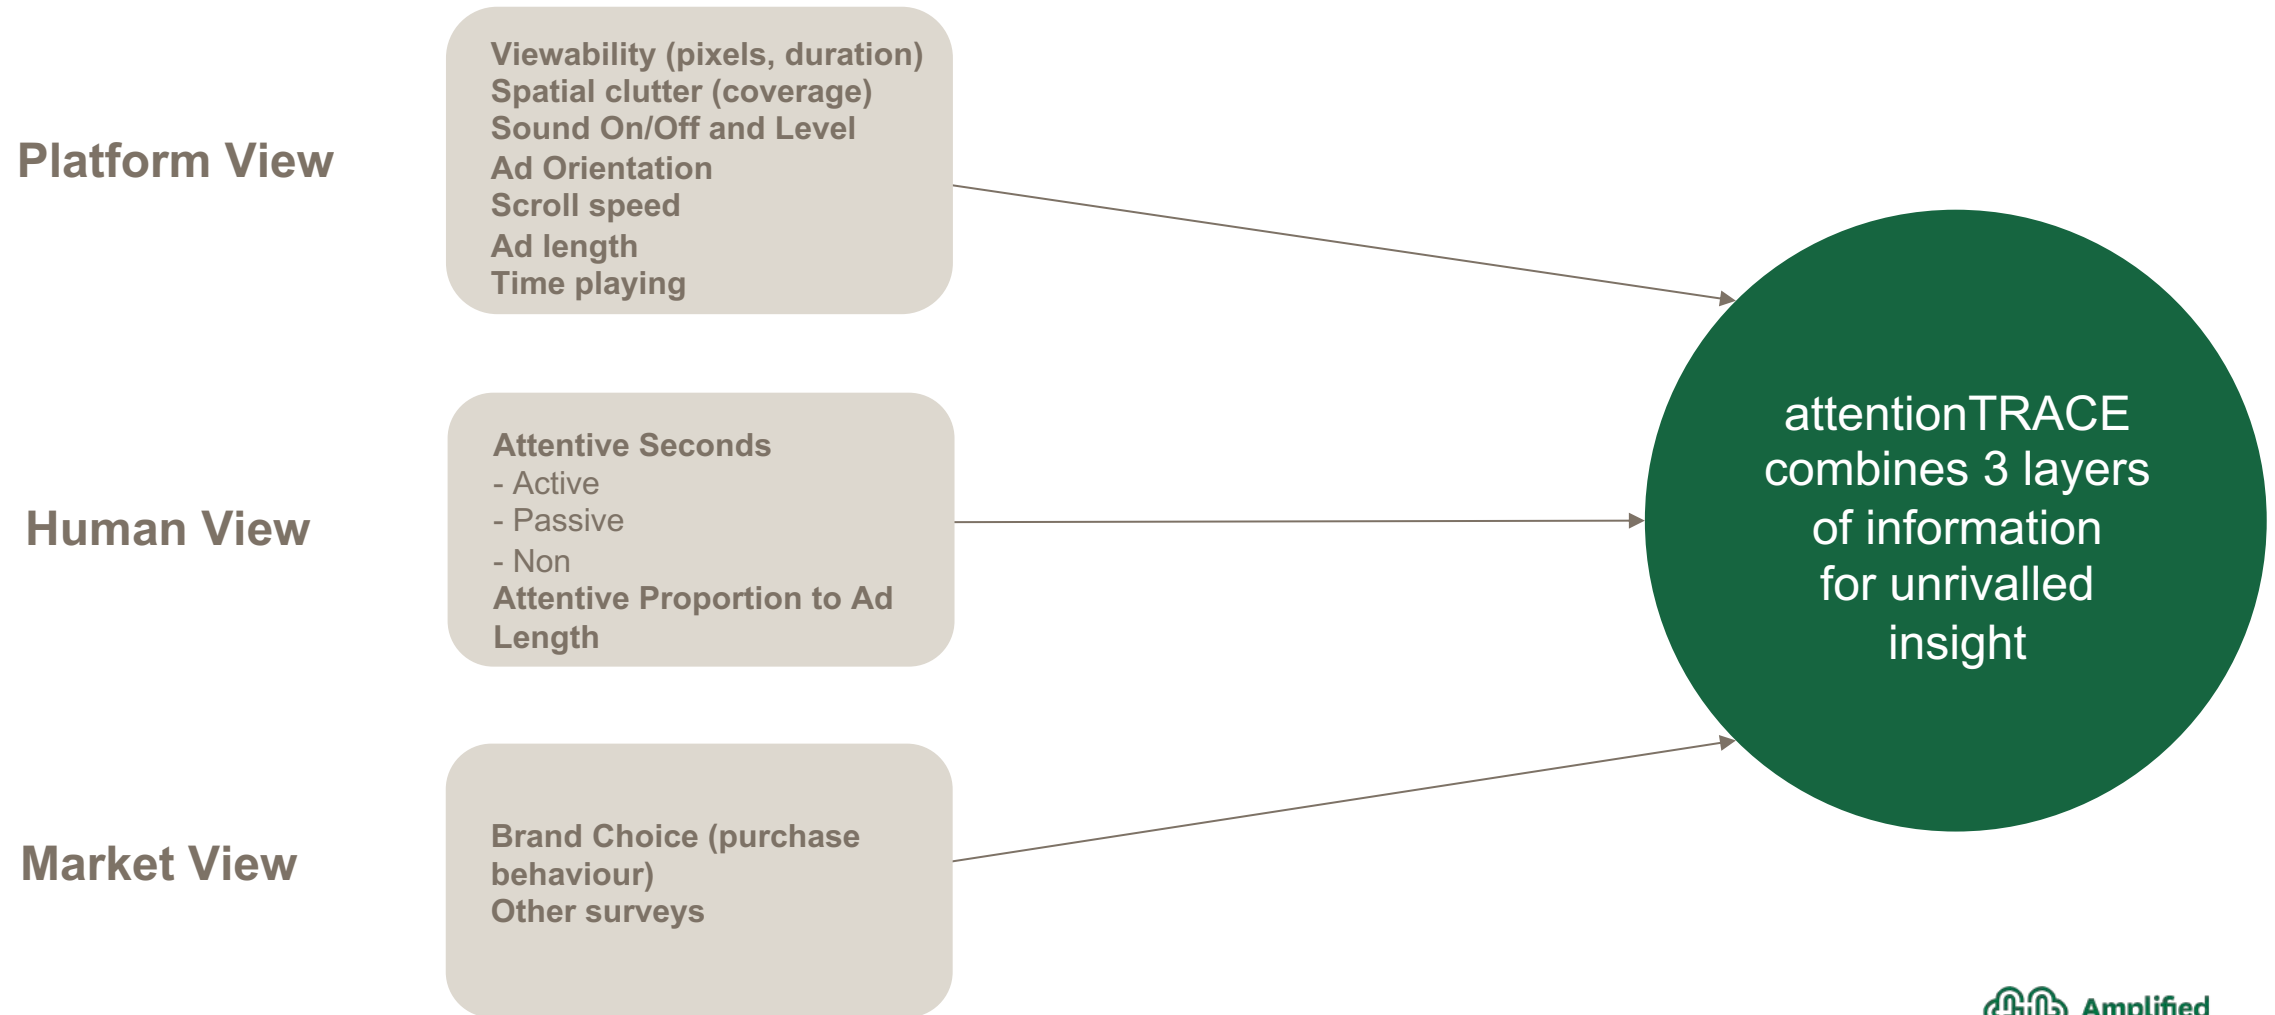 Platform View
Viewability (pixels, duration)
Spatial clutter (coverage)
Sound On/Off and Level
Ad Orientation
Scroll speed
Ad length
Time playing
Human View
Attentive Seconds
- Active
- Passive
- Non
Attentive Proportion to Ad
Length
Market View
Brand Choice (purchase
behaviour)
Other surveys
attentionTRACE
combines 3 layers
of information
for unrivalled
insight
Amplified